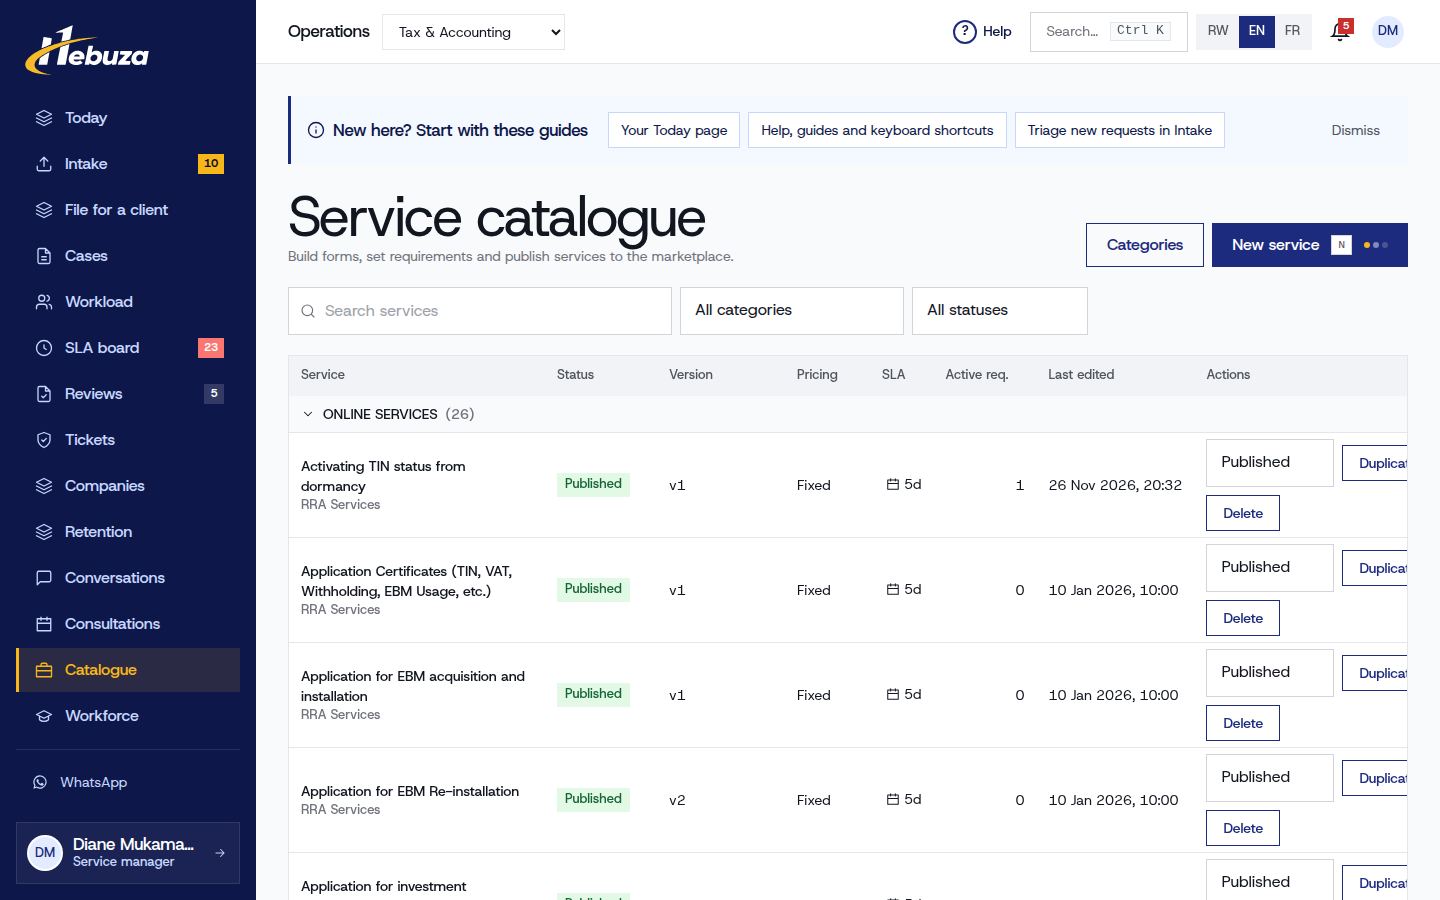 Hebuza
Operations
Tax & Accounting
Help
Search...
Ctrl K
RW
EN
FR
5
DM
Today
Intake
10
File for a client
Cases
Workload
SLA board
23
Reviews
5
Tickets
Companies
Retention
Conversations
Consultations
Catalogue
Workforce
WhatsApp
DM
Diane Mukama...
Service manager
New here? Start with these guides
Your Today page
Help, guides and keyboard shortcuts
Triage new requests in Intake
Dismiss
Service catalogue
Build forms, set requirements and publish services to the marketplace.
Categories
New service
N
Search services
All categories
All statuses
Service
Status
Version
Pricing
SLA
Active req.
Last edited
Actions
ONLINE SERVICES (26)
Activating TIN status from
dormancy
RRA Services
Published
v1
Fixed
5d
1
26 Nov 2026, 20:32
Published
Duplicat
Delete
Application Certificates (TIN, VAT,
Withholding, EBM Usage, etc.)
RRA Services
Published
v1
Fixed
5d
0
10 Jan 2026, 10:00
Published
Duplicat
Delete
Application for EBM acquisition and
installation
RRA Services
Published
v1
Fixed
5d
0
10 Jan 2026, 10:00
Published
Duplicat
Delete
Application for EBM Re-installation
RRA Services
Published
v2
Fixed
5d
0
10 Jan 2026, 10:00
Published
Duplicat
Delete
Application for investment
Published
Duplicat